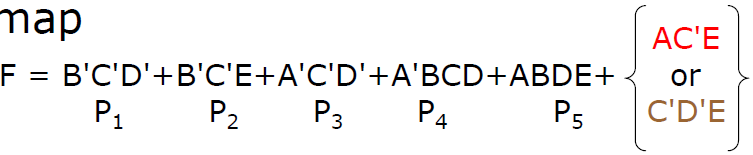 map
F = B'C'D'+B'C'E+A'C'D'+A'BCD+ABDE+ { AC'E or C'D'E }
P1 P2 P3 P4 P5